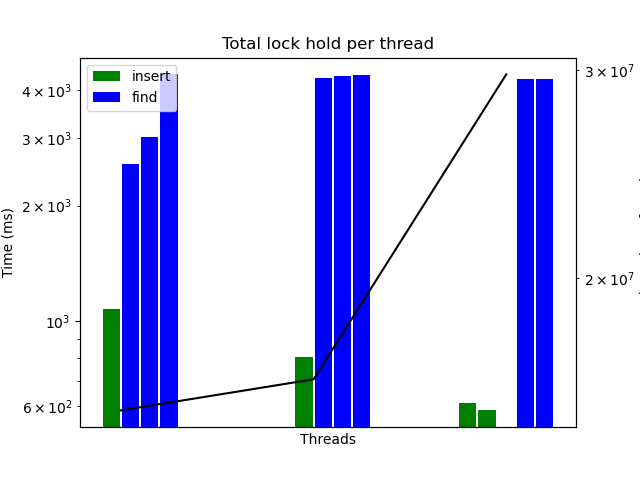 Total lock hold per thread
insert
find
4 × 10³
3 × 10³
2 × 10³
10³
6 × 10²
Time (ms)
3 × 10⁷
2 × 10⁷
Threads